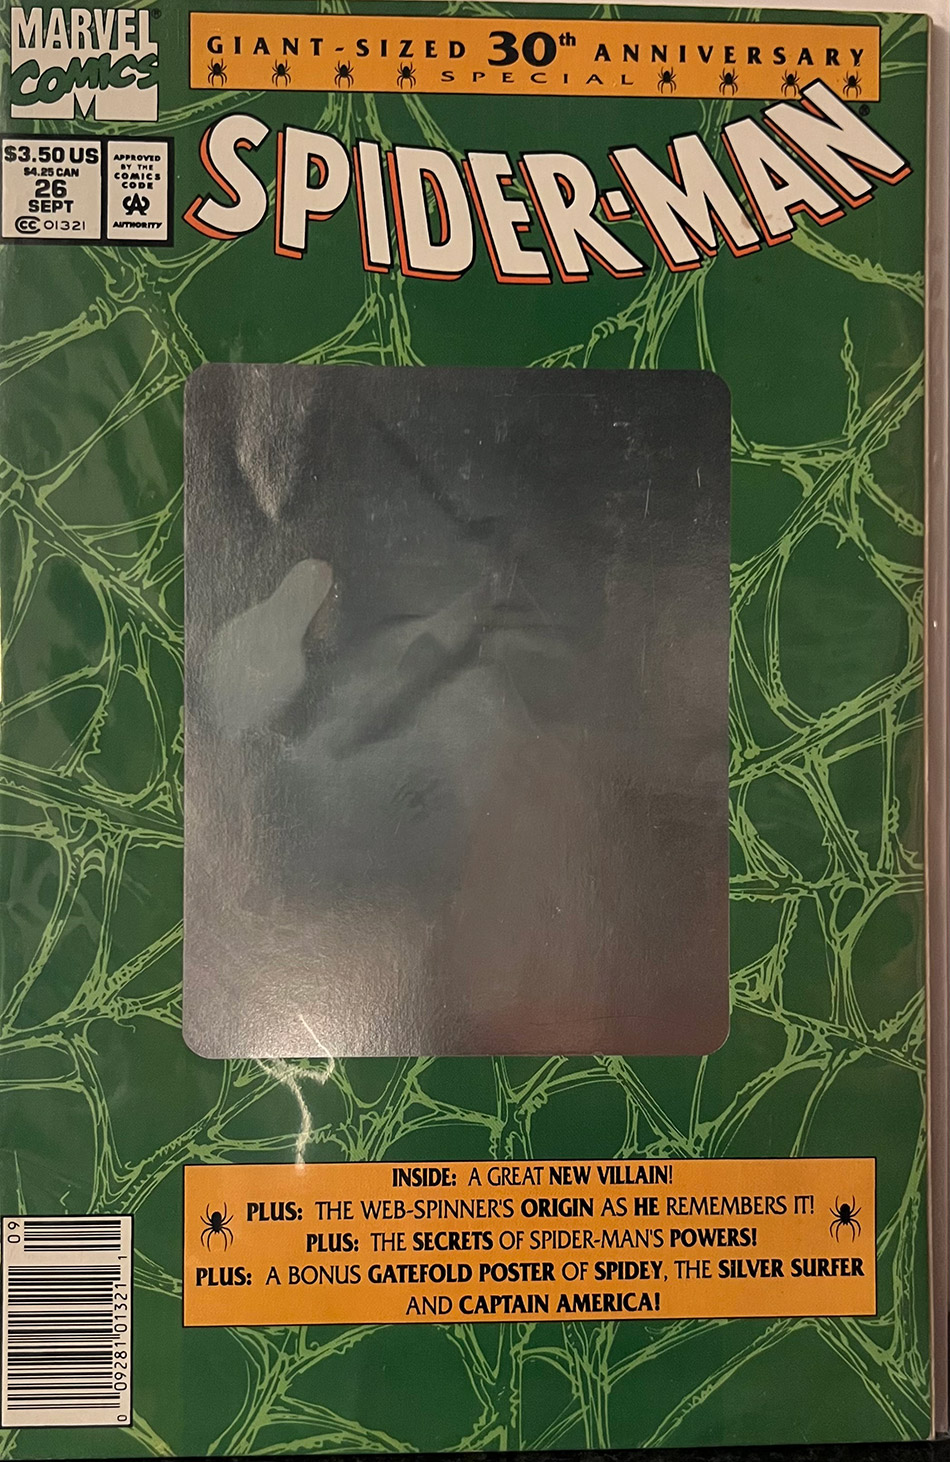 MARVEL
COMICS
M
GIANT-SIZED 30th ANNIVERSARY
SPECIAL
SPIDER-MAN®
$3.50 US
$4.25 CAN
26
SEPT
CC 01321
APPROVED
BY THE
COMICS
CODE
CA
AUTHORITY
INSIDE: A GREAT NEW VILLAIN!
PLUS: THE WEB-SPINNER'S ORIGIN AS HE REMEMBERS IT!
PLUS: THE SECRETS OF SPIDER-MAN'S POWERS!
PLUS: A BONUS GATEFOLD POSTER OF SPIDEY, THE SILVER SURFER
AND CAPTAIN AMERICA!
09
0 09281 01321 1